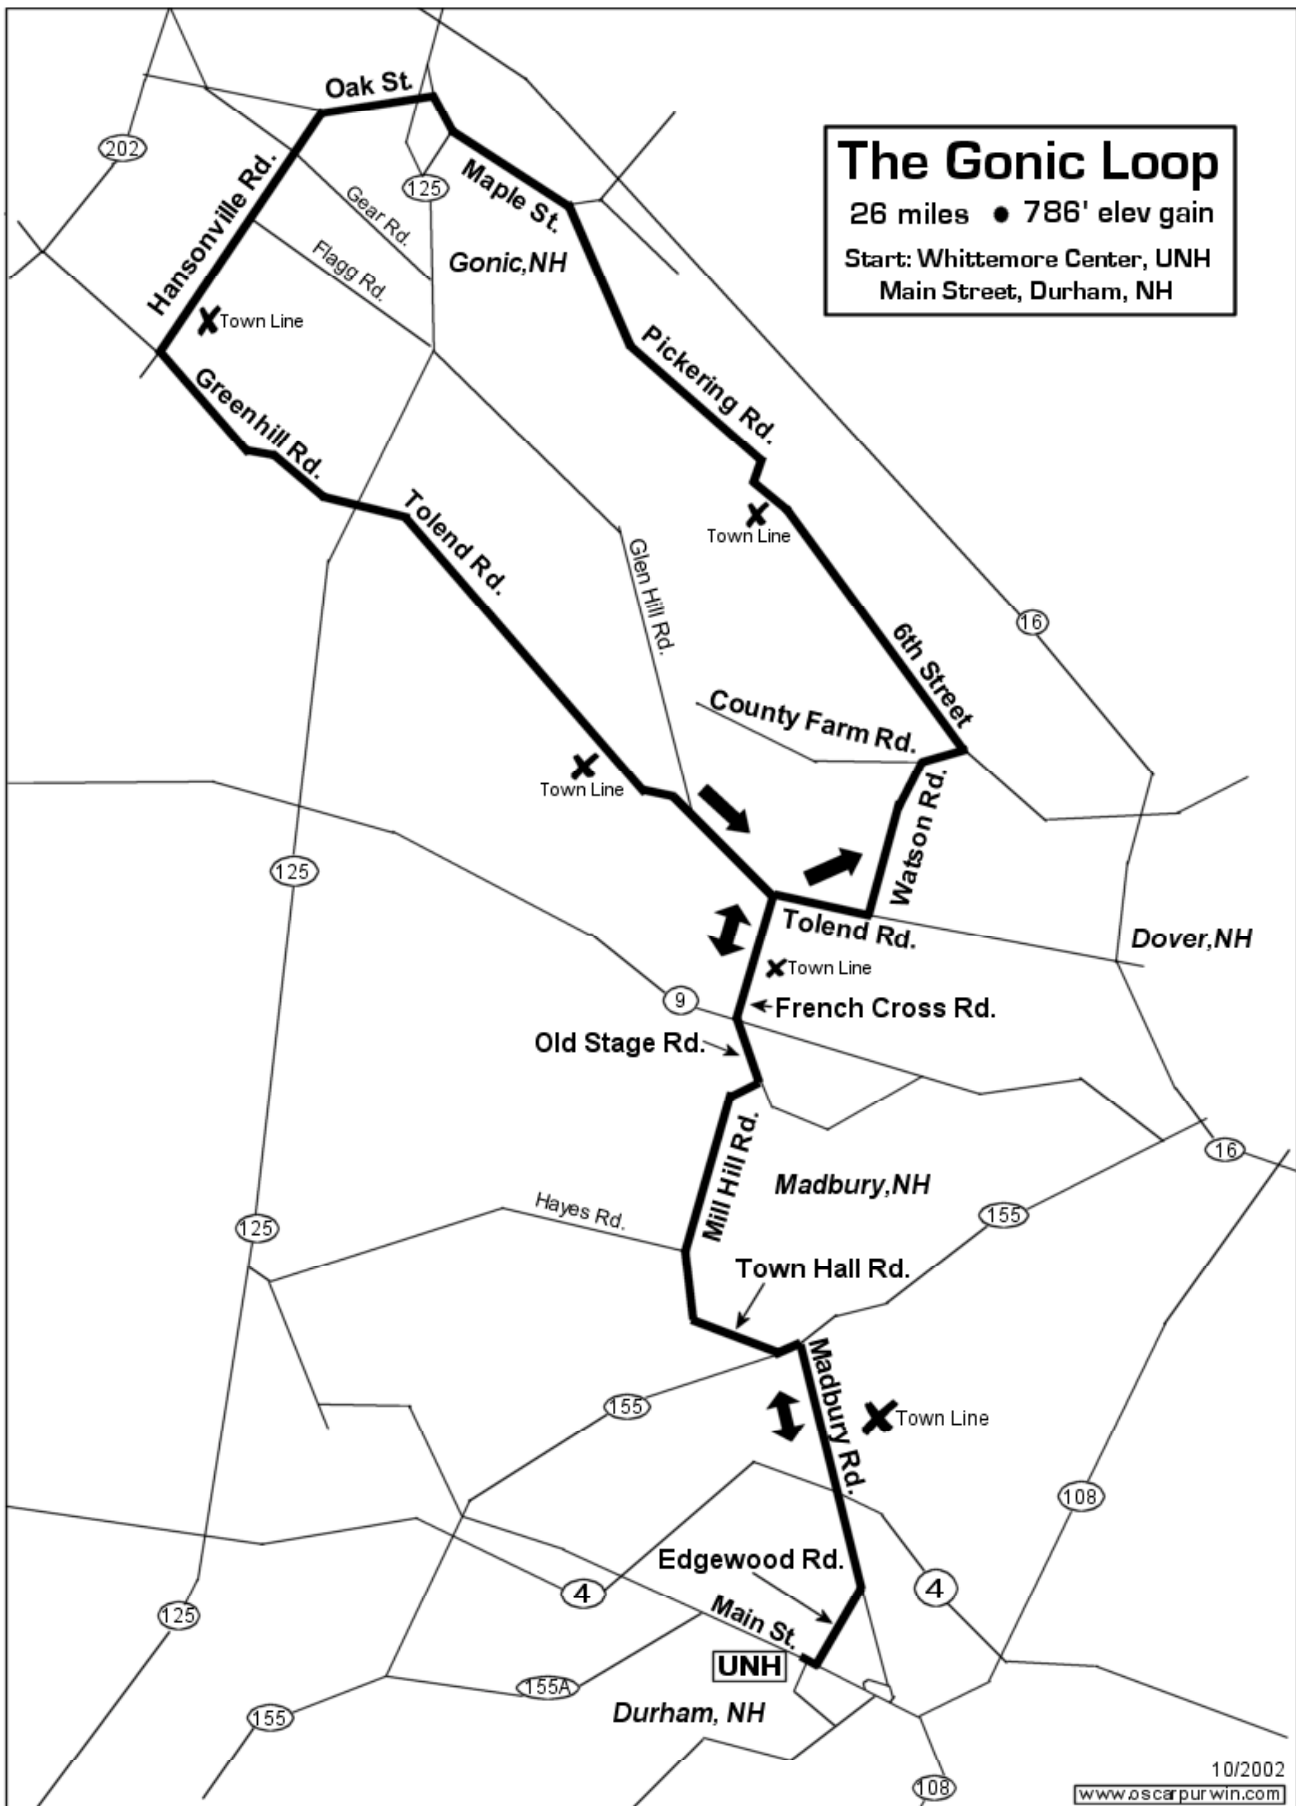 Oak St.
202
Hansonville Rd.
125
Maple St.
Gear Rd.
Flagg Rd.
Gonic,NH
The Gonic Loop
26 miles ● 786' elev gain
Start: Whittemore Center, UNH
Main Street, Durham, NH
Town Line
Greenhill Rd.
Pickering Rd.
Tolend Rd.
Town Line
Glen Hill Rd.
16
6th Street
County Farm Rd.
Town Line
Watson Rd.
125
Tolend Rd.
Dover,NH
Town Line
9
French Cross Rd.
Old Stage Rd.
Mill Hill Rd.
16
Madbury,NH
155
Hayes Rd.
125
Town Hall Rd.
Madbury Rd.
155
Town Line
108
Edgewood Rd.
4
4
Main St.
125
UNH
155A
Durham, NH
155
108
10/2002
www.oscarpurwin.com